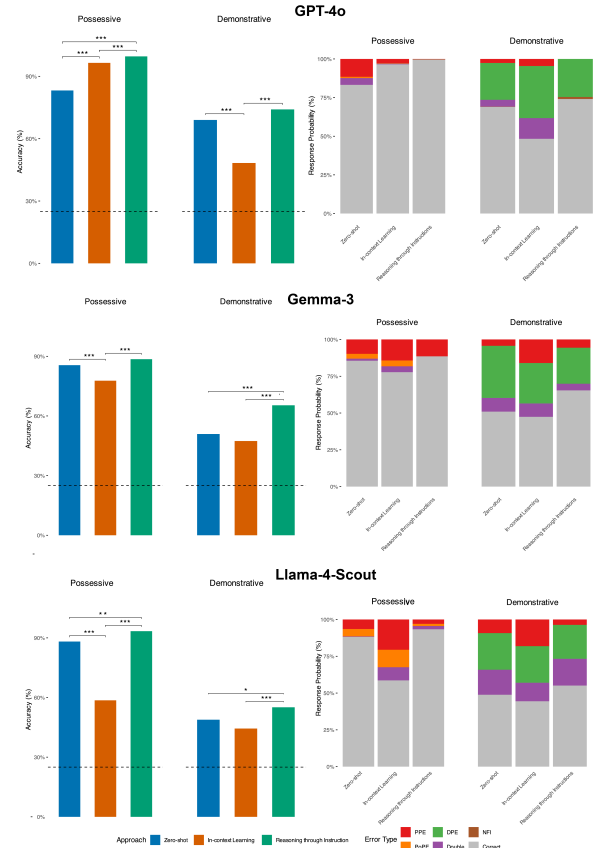 GPT-4o
Possessive
Demonstrative
Possessive
Demonstrative
Accuracy (%)
90%
60%
30%
0%
***
***
***
***
***
Response Probability (%)
100%
75%
50%
25%
0%
Zero-shot
In-context Learning
Reasoning through Instructions
Zero-shot
In-context Learning
Reasoning through Instructions
Gemma-3
Possessive
Demonstrative
Possessive
Demonstrative
Accuracy (%)
90%
60%
30%
0%
***
***
***
***
Response Probability (%)
100%
75%
50%
25%
0%
Zero-shot
In-context Learning
Reasoning through Instructions
Zero-shot
In-context Learning
Reasoning through Instructions
Llama-4-Scout
Possessive
Demonstrative
Possessive
Demonstrative
Accuracy (%)
90%
60%
30%
0%
**
***
***
*
***
Response Probability (%)
100%
75%
50%
25%
0%
Zero-shot
In-context Learning
Reasoning through Instructions
Zero-shot
In-context Learning
Reasoning through Instructions
Approach Zero-shot In-context Learning Reasoning through Instruction
Error Type PPE DPE NFI
PoPE Double Correct